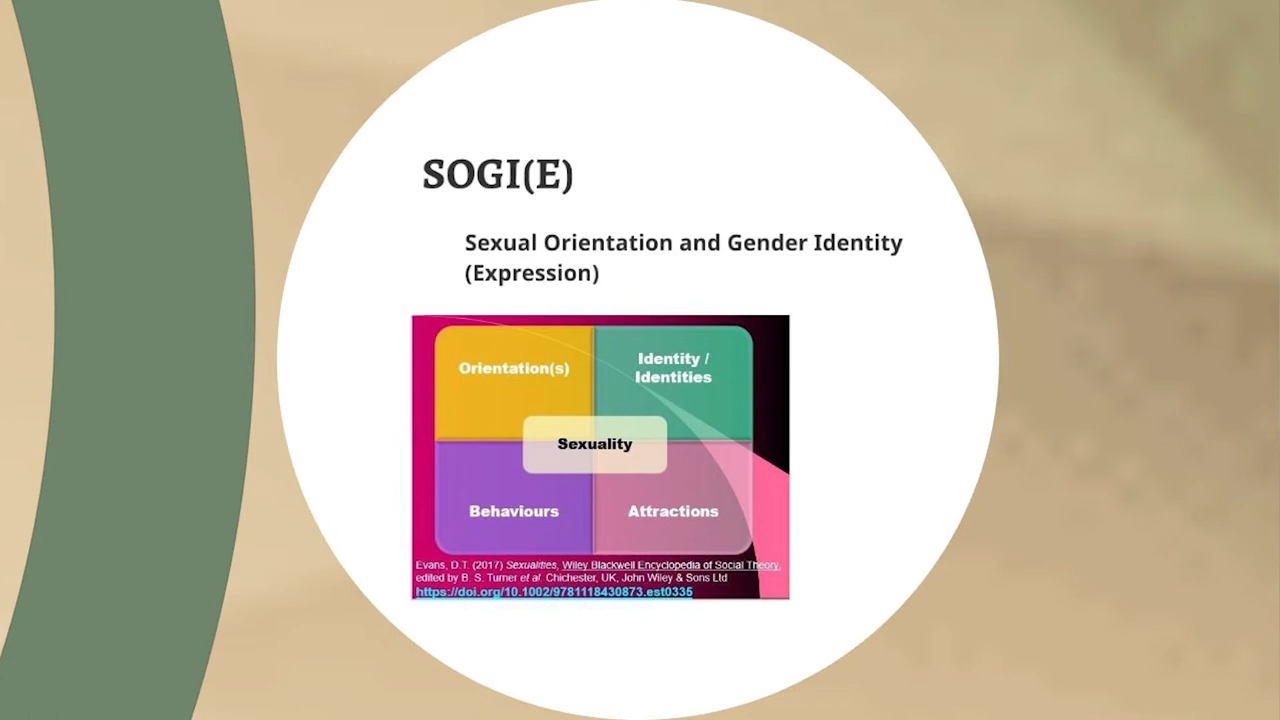 SOGI(E)
Sexual Orientation and Gender Identity
(Expression)
Orientation(s)
Identity /
Identities
Sexuality
Behaviours
Attractions
Evans, D.T. (2017) Sexualities, Wiley Blackwell Encyclopedia of Social Theory,
edited by B. S. Turner et al. Chichester, UK, John Wiley & Sons Ltd
https://doi.org/10.1002/9781118430873.est0335